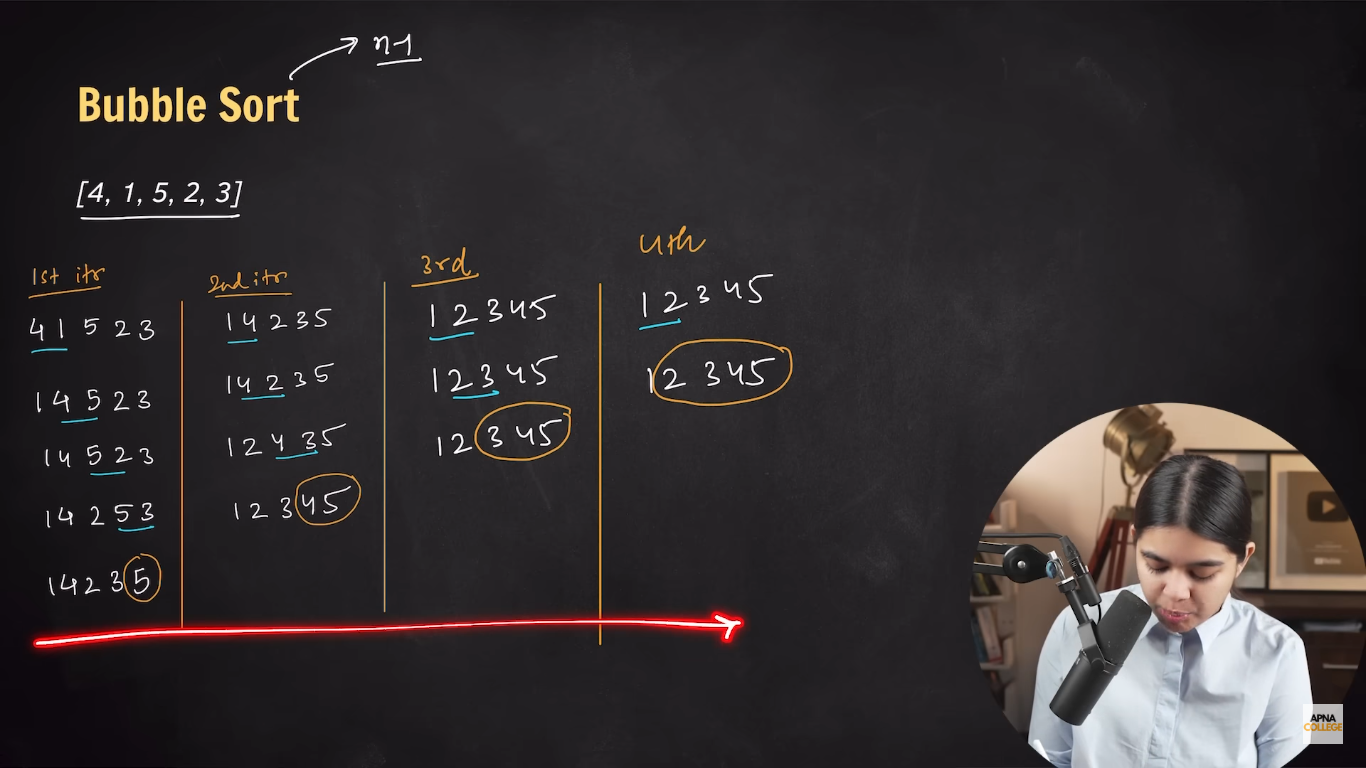 n-1
Bubble Sort
[4, 1, 5, 2, 3]
1st itr
4 1 5 2 3
1 4 5 2 3
1 4 5 2 3
1 4 2 5 3
1 4 2 3 5
2nd itr
1 4 2 3 5
1 4 2 3 5
1 2 4 3 5
1 2 3 4 5
3rd
1 2 3 4 5
1 2 3 4 5
1 2 3 4 5
4th
1 2 3 4 5
1 2 3 4 5
APNA
COLLEGE